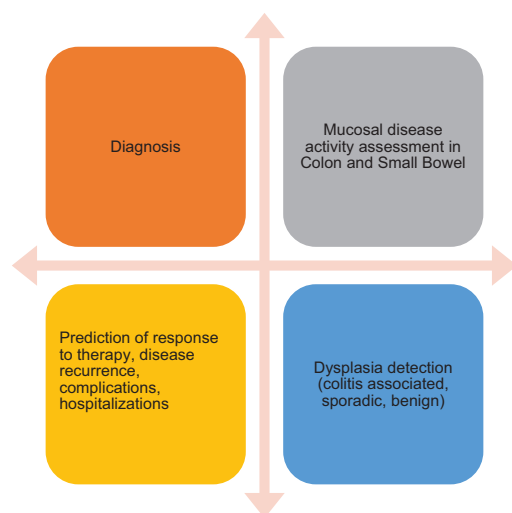 Diagnosis
Mucosal disease
activity assessment in
Colon and Small Bowel
Prediction of response
to therapy, disease
recurrence,
complications,
hospitalizations
Dysplasia detection
(colitis associated,
sporadic, benign)